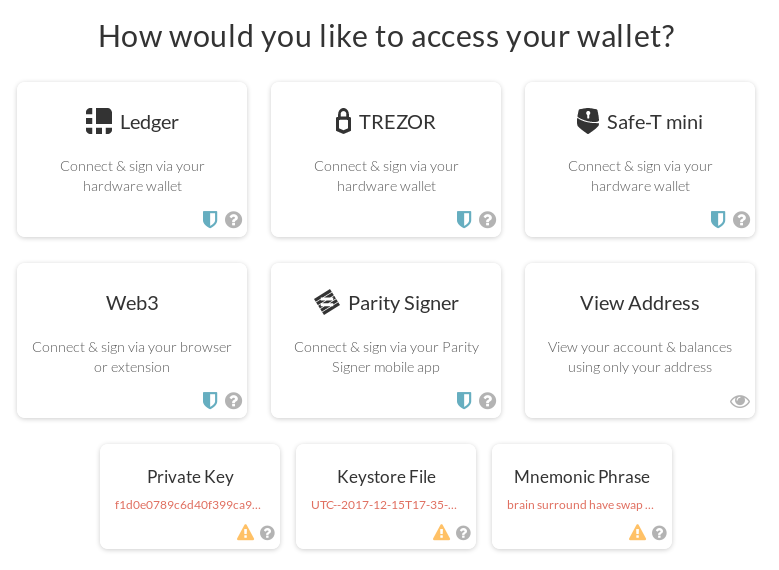 How would you like to access your wallet?
Ledger
Connect & sign via your
hardware wallet
TREZOR
Connect & sign via your
hardware wallet
Safe-T mini
Connect & sign via your
hardware wallet
Web3
Connect & sign via your browser
or extension
Parity Signer
Connect & sign via your Parity
Signer mobile app
View Address
View your account & balances
using only your address
Private Key
f1d0e0789c6d40f399ca9...
Keystore File
UTC--2017-12-15T17-35-...
Mnemonic Phrase
brain surround have swap ...